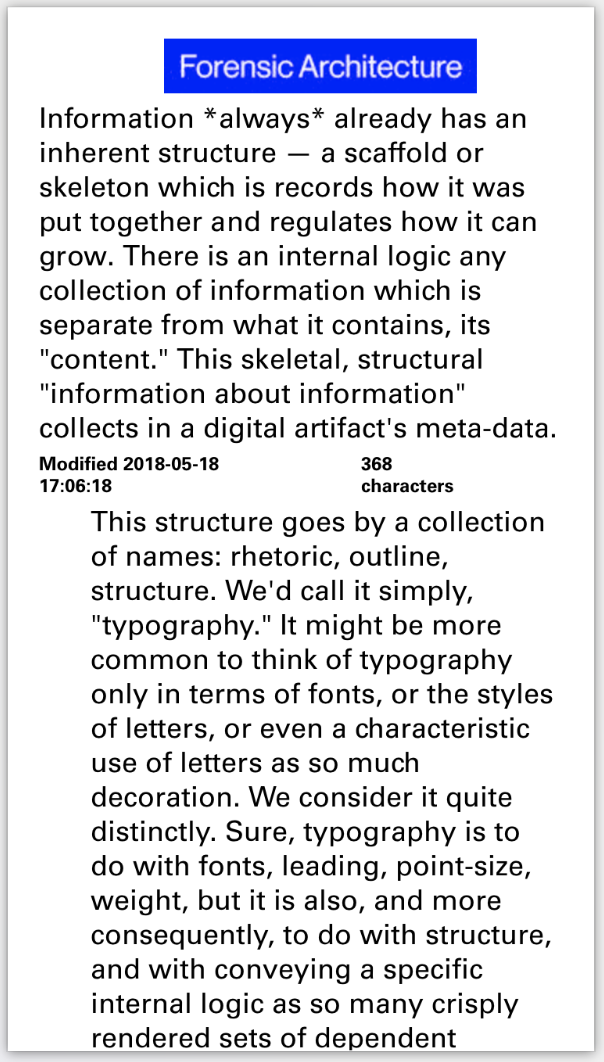 Forensic Architecture
Information *always* already has an
inherent structure — a scaffold or
skeleton which is records how it was
put together and regulates how it can
grow. There is an internal logic any
collection of information which is
separate from what it contains, its
"content." This skeletal, structural
"information about information"
collects in a digital artifact's meta-data.
Modified 2018-05-18
17:06:18
368
characters
This structure goes by a collection
of names: rhetoric, outline,
structure. We'd call it simply,
"typography." It might be more
common to think of typography
only in terms of fonts, or the styles
of letters, or even a characteristic
use of letters as so much
decoration. We consider it quite
distinctly. Sure, typography is to
do with fonts, leading, point-size,
weight, but it is also, and more
consequently, to do with structure,
and with conveying a specific
internal logic as so many crisply
rendered sets of dependent